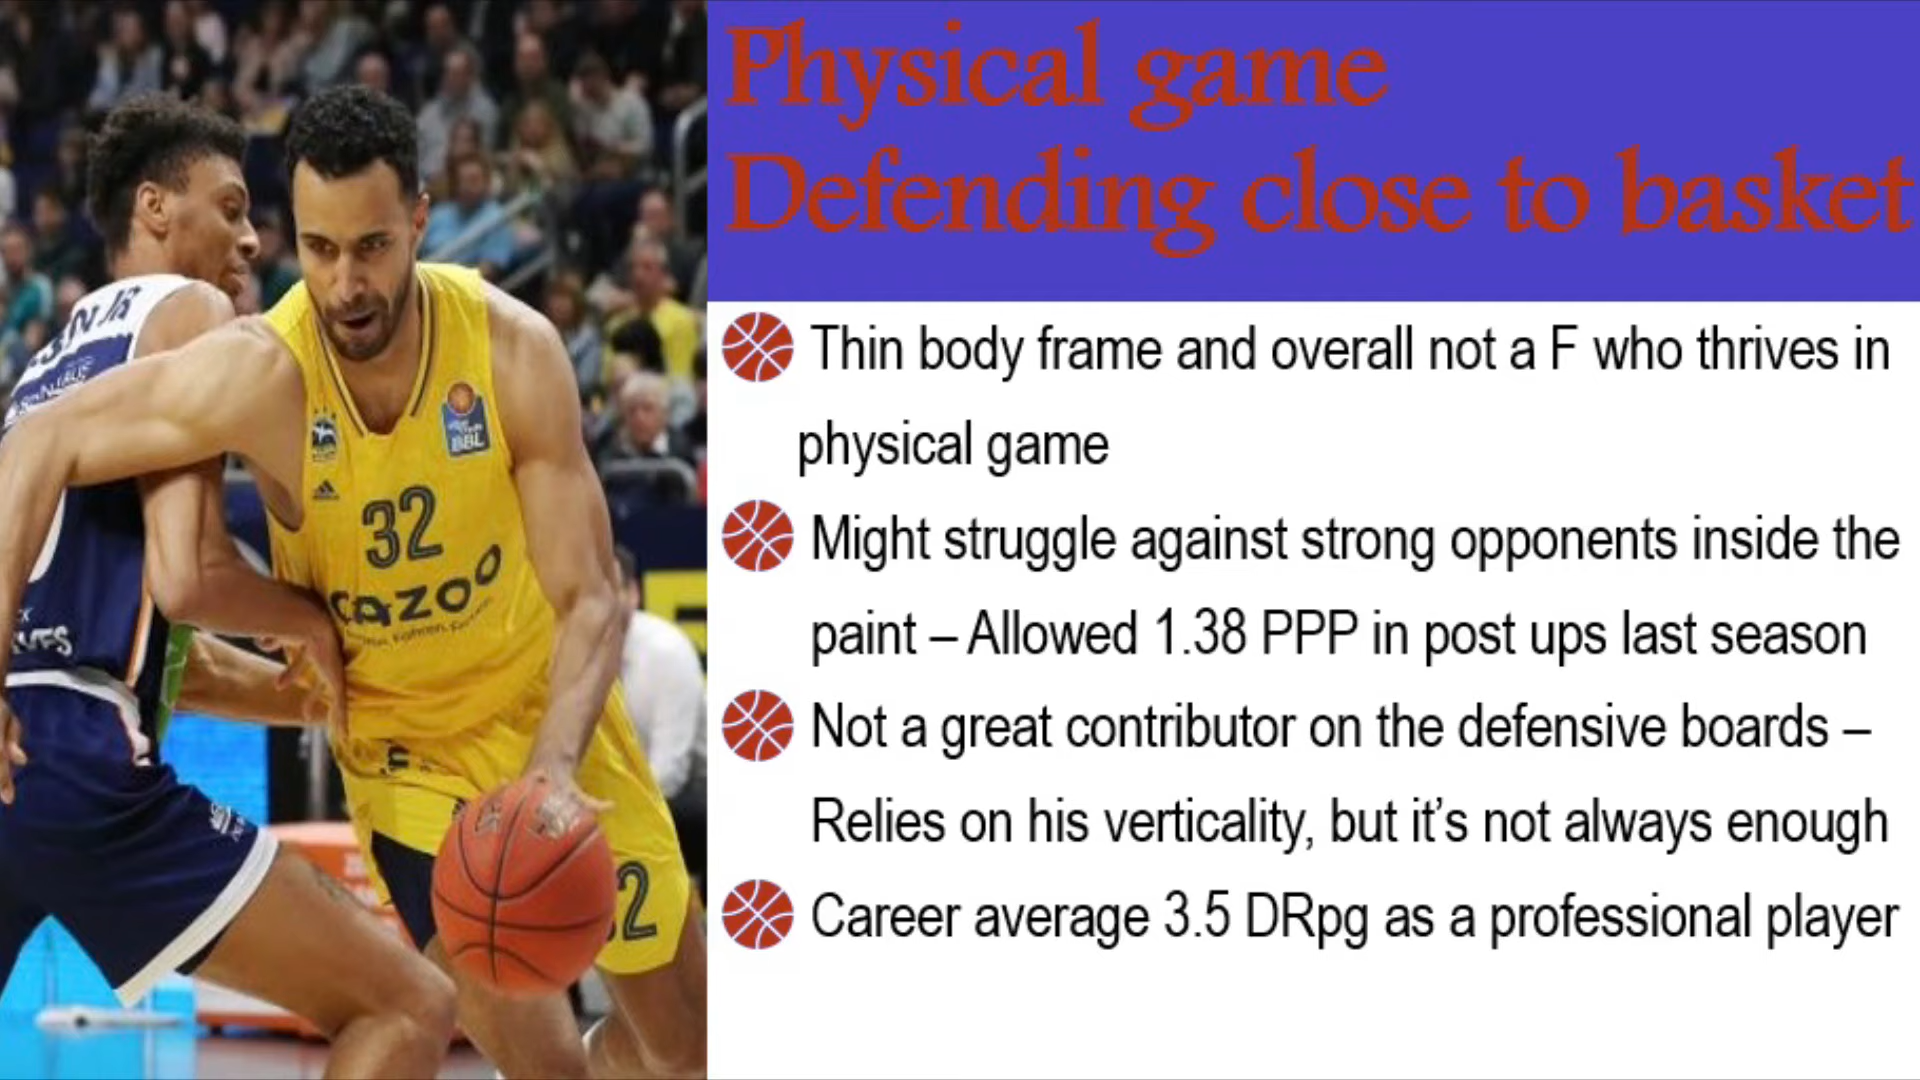 Physical game
Defending close to basket
Thin body frame and overall not a F who thrives in
physical game
Might struggle against strong opponents inside the
paint – Allowed 1.38 PPP in post ups last season
Not a great contributor on the defensive boards –
Relies on his verticality, but it’s not always enough
Career average 3.5 DRpg as a professional player
32
CAZOO
BBL
32